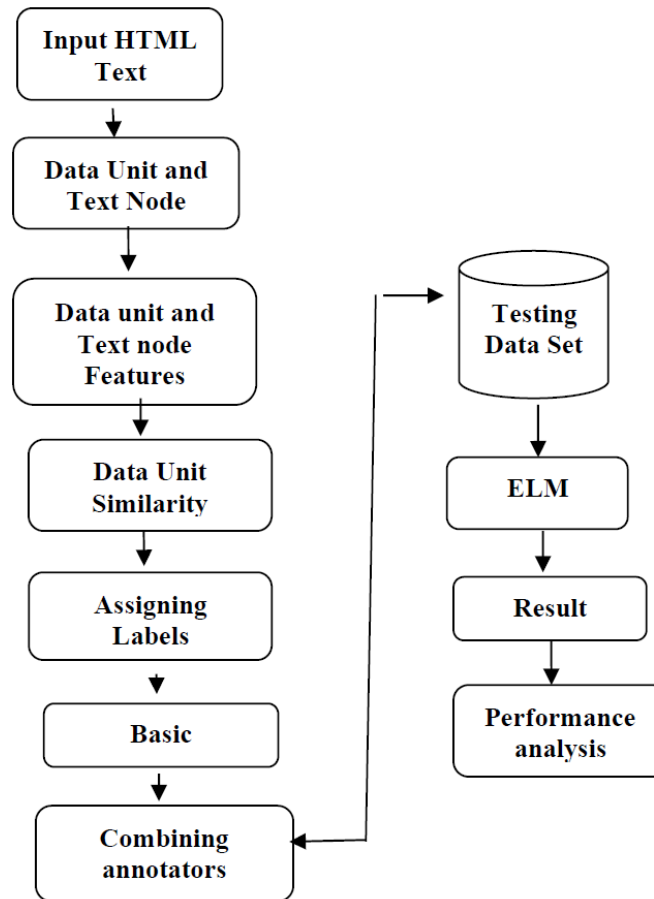 Input HTML
Text
Data Unit and
Text Node
Data unit and
Text node
Features
Data Unit
Similarity
Assigning
Labels
Basic
Combining
annotators
Testing
Data Set
ELM
Result
Performance
analysis